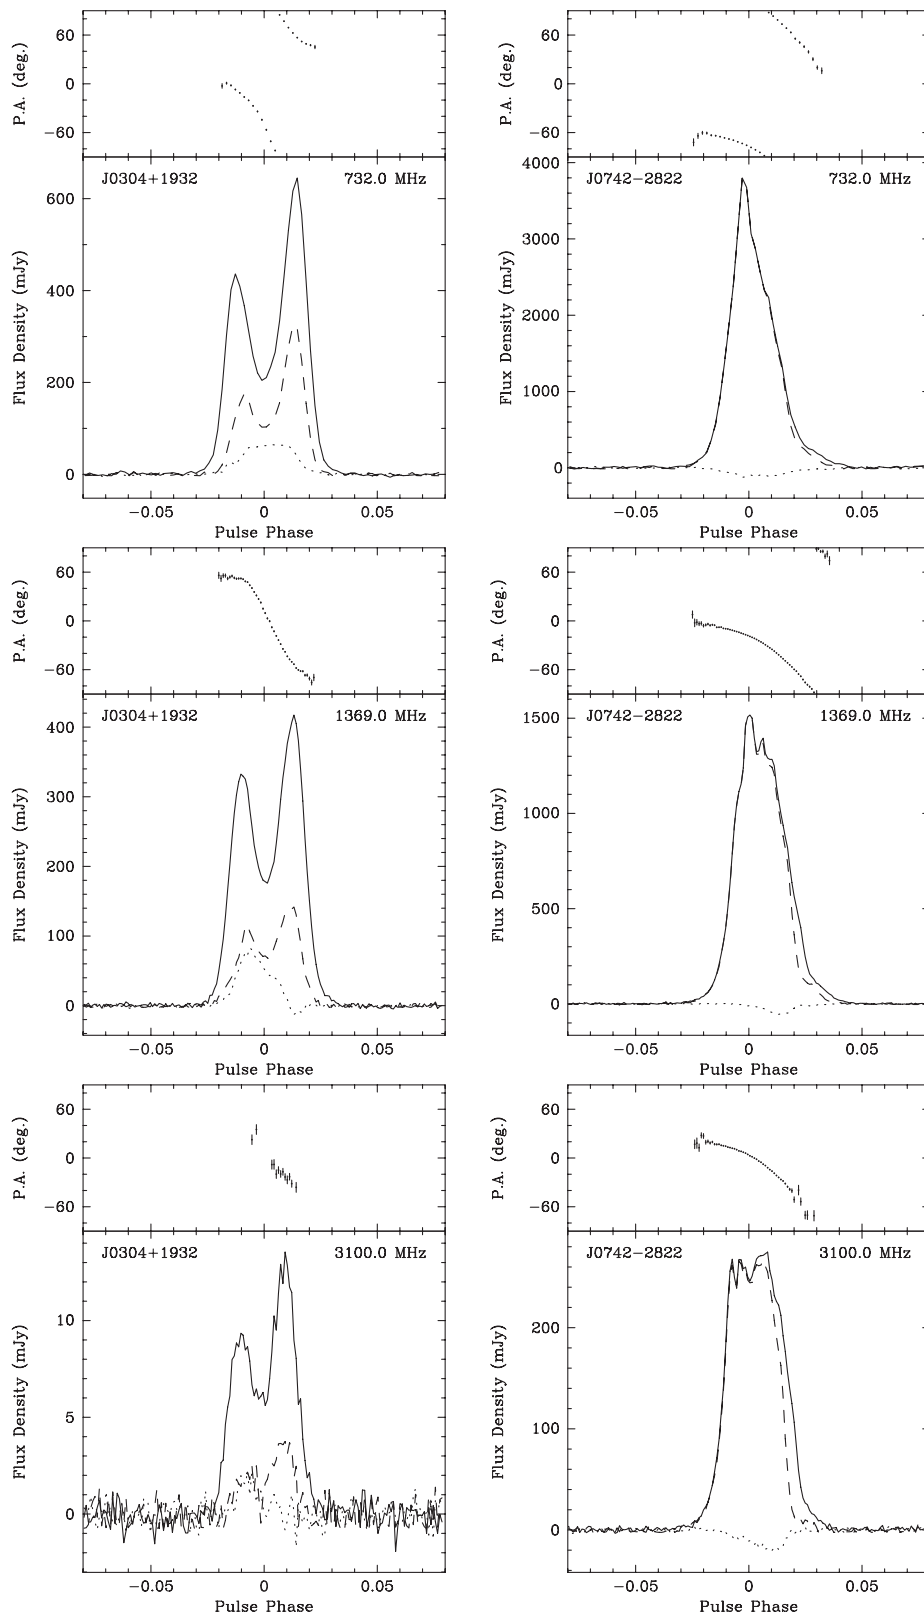 P.A. (deg.)
60
0
−60
J0304+1932 732.0 MHz
Flux Density (mJy)
600
400
200
0
−0.05 0 0.05
Pulse Phase
P.A. (deg.)
60
0
−60
J0742−2822 732.0 MHz
Flux Density (mJy)
4000
3000
2000
1000
0
−0.05 0 0.05
Pulse Phase
P.A. (deg.)
60
0
−60
J0304+1932 1369.0 MHz
Flux Density (mJy)
400
300
200
100
0
−0.05 0 0.05
Pulse Phase
P.A. (deg.)
60
0
−60
J0742−2822 1369.0 MHz
Flux Density (mJy)
1500
1000
500
0
−0.05 0 0.05
Pulse Phase
P.A. (deg.)
60
0
−60
J0304+1932 3100.0 MHz
Flux Density (mJy)
10
5
0
−0.05 0 0.05
Pulse Phase
P.A. (deg.)
60
0
−60
J0742−2822 3100.0 MHz
Flux Density (mJy)
200
100
0
−0.05 0 0.05
Pulse Phase